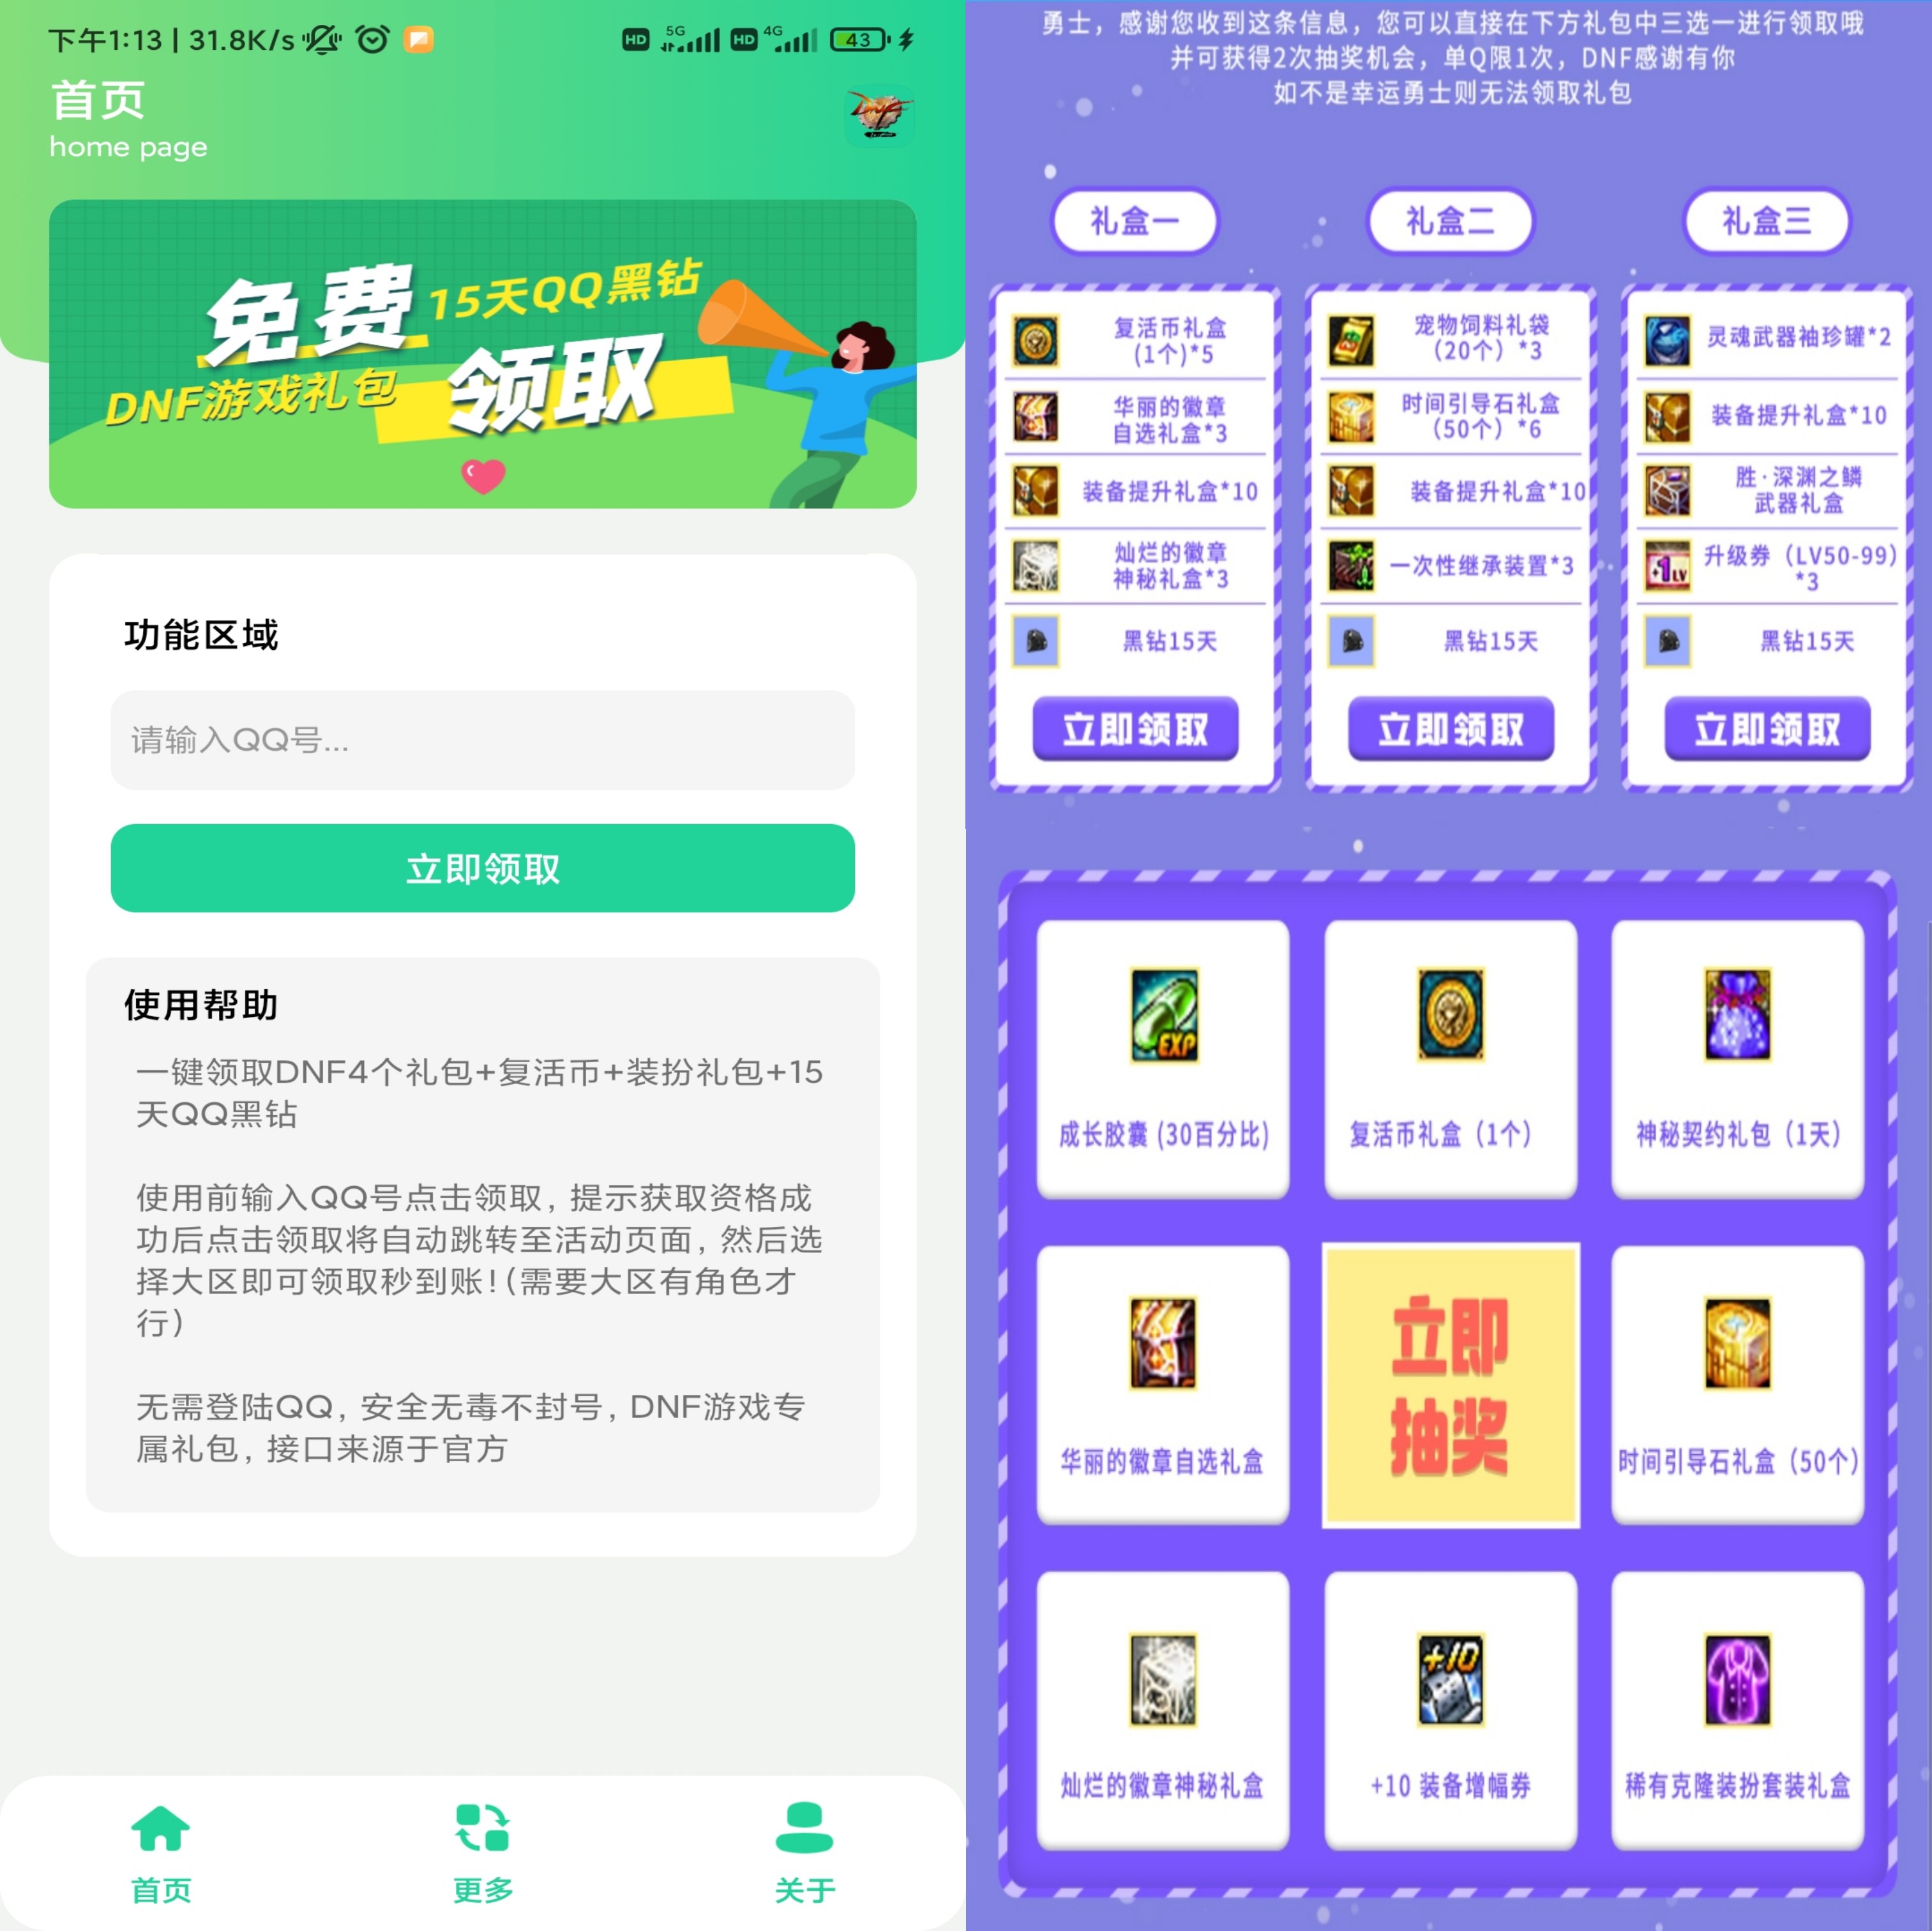 下午1:13 | 31.8K/s
HD 5G HD 4G 43
首页
home page
DNF
免费
15天QQ黑钻
DNF游戏礼包
领取
功能区域
请输入QQ号...
立即领取
使用帮助
一键领取DNF4个礼包+复活币+装扮礼包+15
天QQ黑钻
使用前输入QQ号点击领取, 提示获取资格成
功后点击领取将自动跳转至活动页面, 然后选
择大区即可领取秒到账!(需要大区有角色才
行)
无需登陆QQ, 安全无毒不封号, DNF游戏专
属礼包, 接口来源于官方
首页
更多
关于
勇士，感谢您收到这条信息，您可以直接在下方礼包中三选一进行领取哦
并可获得2次抽奖机会，单Q限1次，DNF感谢有你
如不是幸运勇士则无法领取礼包
礼盒一
复活币礼盒
(1个)*5
华丽的徽章
自选礼盒*3
装备提升礼盒*10
灿烂的徽章
神秘礼盒*3
黑钻15天
立即领取
礼盒二
宠物饲料礼袋
（20个）*3
时间引导石礼盒
（50个）*6
装备提升礼盒*10
一次性继承装置*3
黑钻15天
立即领取
礼盒三
灵魂武器袖珍罐*2
装备提升礼盒*10
胜·深渊之鳞
武器礼盒
+1LV
升级券（LV50-99）
*3
黑钻15天
立即领取
EXP
成长胶囊 (30百分比)
复活币礼盒（1个）
神秘契约礼包（1天）
华丽的徽章自选礼盒
立即
抽奖
时间引导石礼盒（50个）
灿烂的徽章神秘礼盒
+10
+10 装备增幅券
稀有克隆装扮套装礼盒